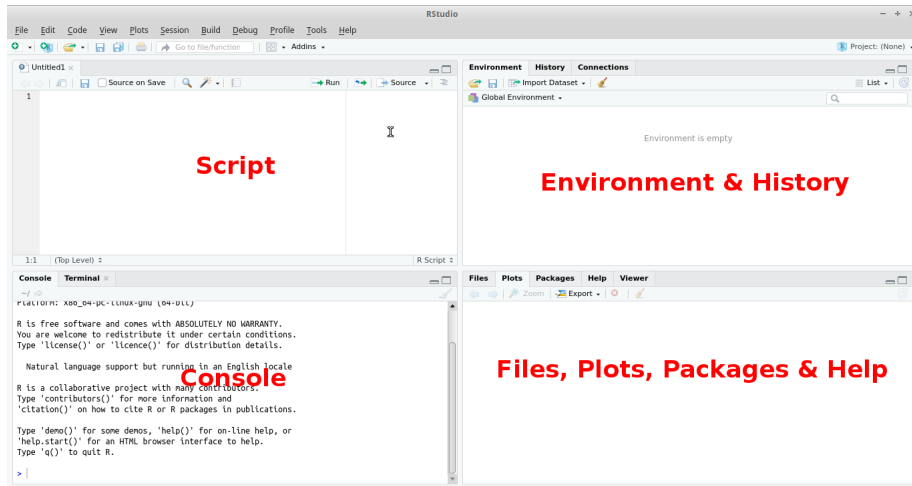 RStudio
File Edit Code View Plots Session Build Debug Profile Tools Help
Go to file/function Addins Project: (None)
Untitled1
Source on Save Run Source
1
Script
1:1 (Top Level) R Script
Environment History Connections
Import Dataset List
Global Environment
Environment is empty
Environment & History
Console Terminal
~/
Platform: x86_64-pc-linux-gnu (64-bit)
R is free software and comes with ABSOLUTELY NO WARRANTY.
You are welcome to redistribute it under certain conditions.
Type 'license()' or 'licence()' for distribution details.
Natural language support but running in an English locale
Console
R is a collaborative project with many contributors.
Type 'contributors()' for more information and
'citation()' on how to cite R or R packages in publications.
Type 'demo()' for some demos, 'help()' for on-line help, or
'help.start()' for an HTML browser interface to help.
Type 'q()' to quit R.
>
Files Plots Packages Help Viewer
Zoom Export
Files, Plots, Packages & Help